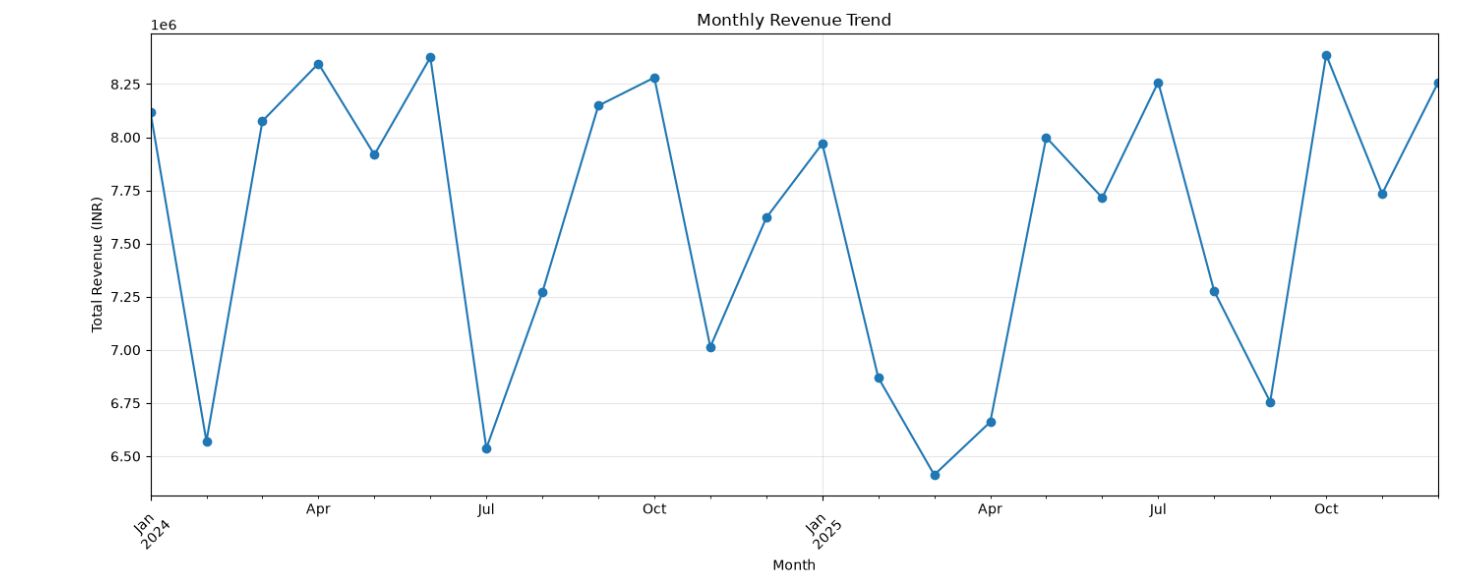 Monthly Revenue Trend
1e6
Total Revenue (INR)
8.25
8.00
7.75
7.50
7.25
7.00
6.75
6.50
Jan
2024
Apr
Jul
Oct
Jan
2025
Apr
Jul
Oct
Month